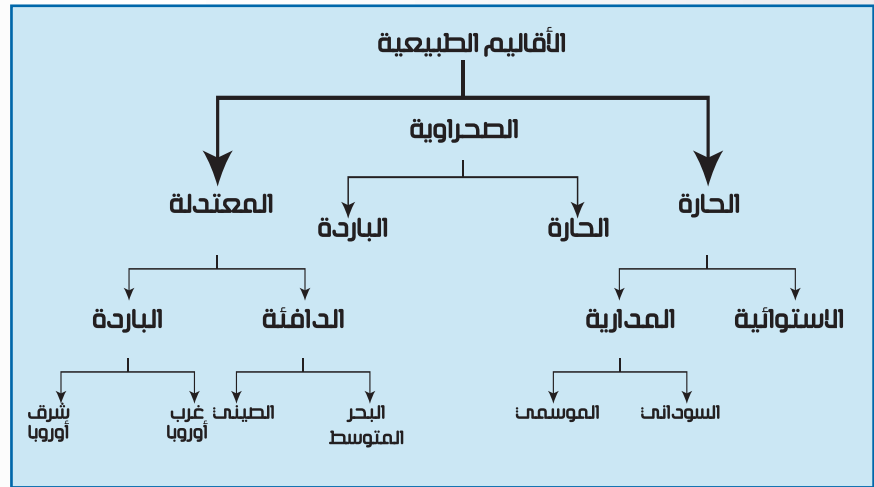 الأقاليم الطبيعية
الصحراوية
الحارة
المعتدلة
الحارة
الباردة
الاستوائية
المدارية
الدافئة
الباردة
السوداني
الموسمي
البحر
المتوسط
الصيني
غرب
أوروبا
شرق
أوروبا